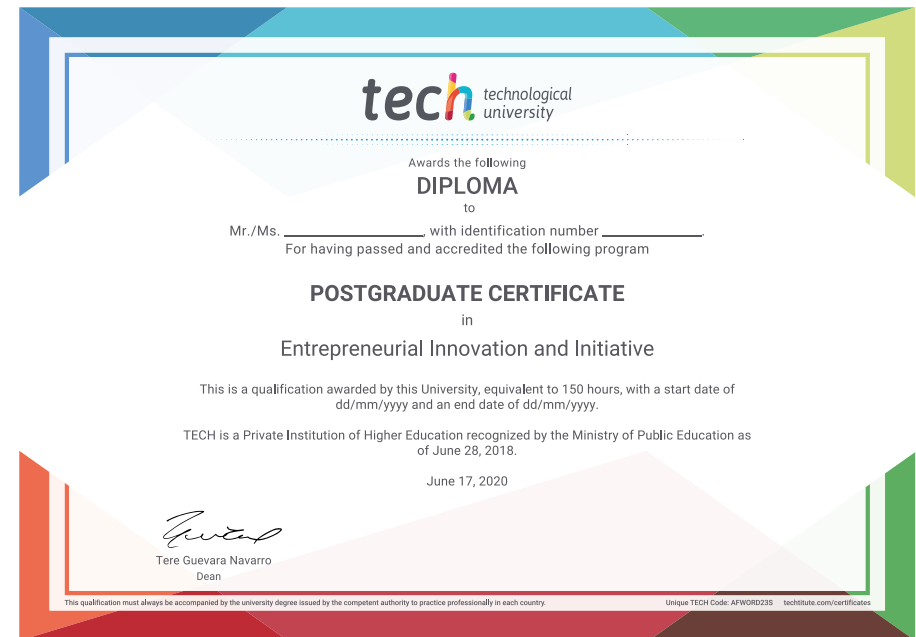 tech technological
university
Awards the following
DIPLOMA
to
Mr./Ms. ____________________, with identification number ______________.
For having passed and accredited the following program
POSTGRADUATE CERTIFICATE
in
Entrepreneurial Innovation and Initiative
This is a qualification awarded by this University, equivalent to 150 hours, with a start date of
dd/mm/yyyy and an end date of dd/mm/yyyy.
TECH is a Private Institution of Higher Education recognized by the Ministry of Public Education as
of June 28, 2018.
June 17, 2020
Tere Guevara Navarro
Dean
This qualification must always be accompanied by the university degree issued by the competent authority to practice professionally in each country. Unique TECH Code: AFWORD23S techtitute.com/certificates